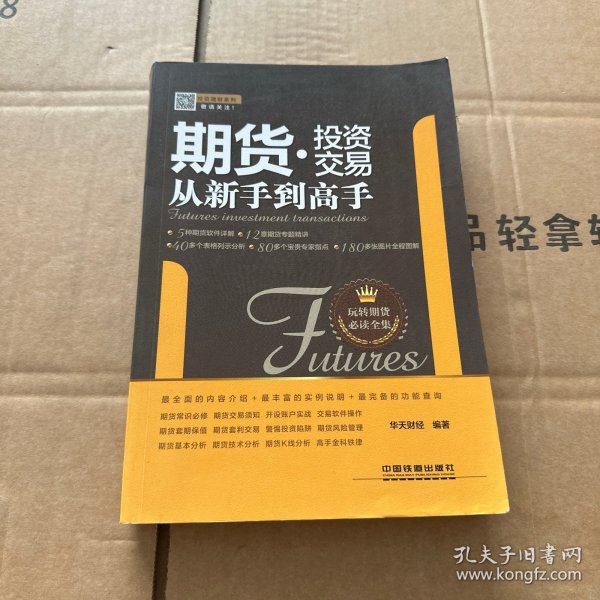 8
投资理财系列
敬请关注！
期货·投资交易
从新手到高手
Futures investment transactions
5种期货软件详解 12章期货专题精讲
40多个表格列示分析 80多个宝贵专家指点 180多张图片全程图解
玩转期货
必读全集
Futures
最全面的内容介绍+最丰富的实例说明+最完备的功能查询
期货常识必修 期货交易须知 开设账户实战 交易软件操作
期货套期保值 期货套利交易 警惕投资陷阱 期货风险管理
期货基本分析 期货技术分析 期货K线分析 高手金科铁律
华天财经 编著
中国铁道出版社
CHINA RAILWAY PUBLISHING HOUSE
品轻拿轻
孔夫子旧书网
www.kongfz.com